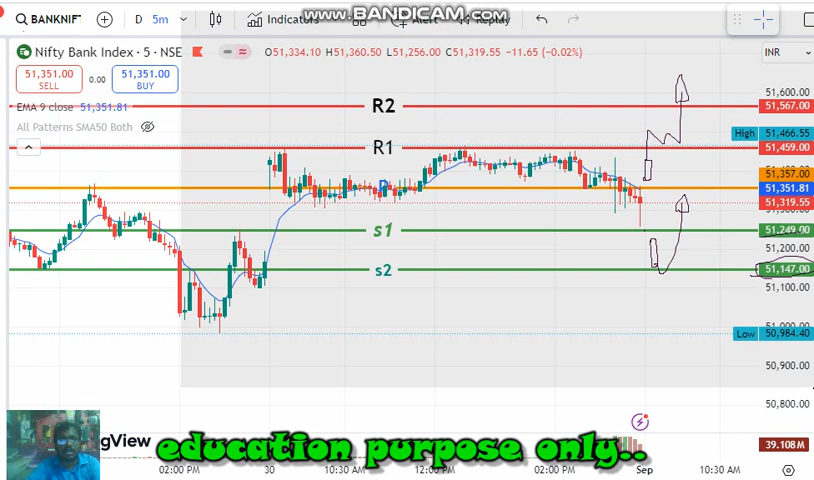 WWW.BANDICAM.COM
BANKNIF D 5m Indicators Alert Replay
Nifty Bank Index · 5 · NSE O51,334.10 H51,360.50 L51,256.00 C51,319.55 -11.65 (-0.02%) INR
51,351.00 SELL 0.00 51,351.00 BUY
51,600.00
EMA 9 close 51,351.81
R2 51,567.00
All Patterns SMA50 Both
High 51,466.55
R1 51,459.00
51,357.00
P 51,351.81
51,319.55
s1 51,249.90
51,200.00
s2 51,147.00
51,100.00
51,000.00
Low 50,984.40
50,900.00
50,800.00
ngView
education purpose only..
39.108M
02:00 PM 30 10:30 AM 12:00 PM 02:00 PM Sep 10:30 AM